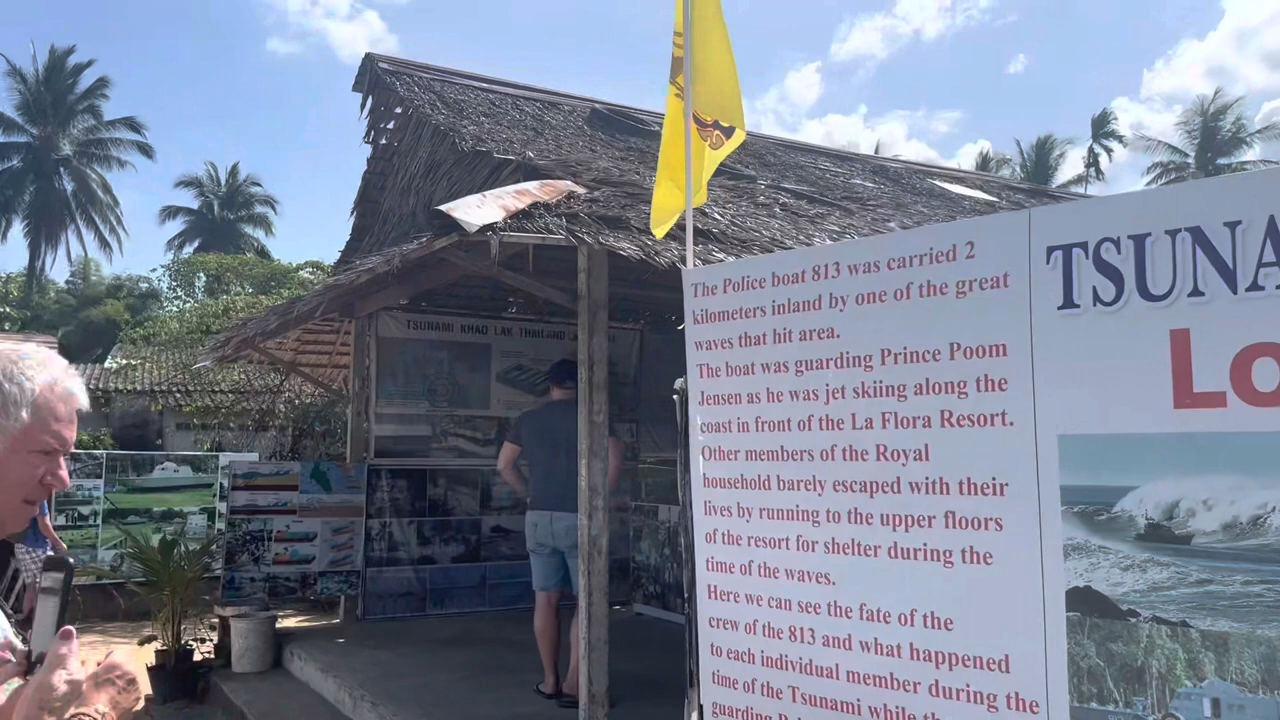 TSUNAMI KHAO LAK THAILAND
The Police boat 813 was carried 2
kilometers inland by one of the great
waves that hit area.
The boat was guarding Prince Poom
Jensen as he was jet skiing along the
coast in front of the La Flora Resort.
Other members of the Royal
household barely escaped with their
lives by running to the upper floors
of the resort for shelter during the
time of the waves.
Here we can see the fate of the
crew of the 813 and what happened
to each individual member during the
time of the Tsunami while
guarding
TSUNA
Lo